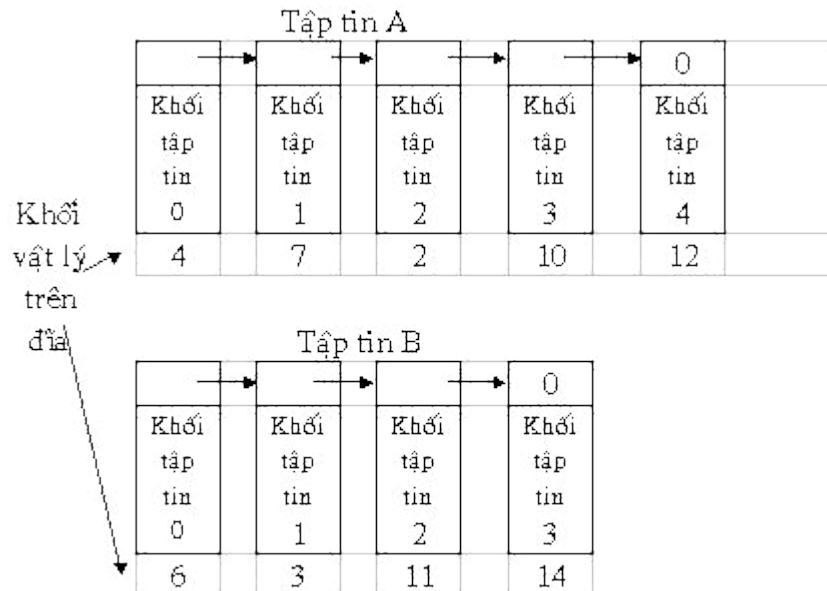 Tập tin A
0
Khối Khối Khối Khối Khối
tập tập tập tập tập
tin tin tin tin tin
0 1 2 3 4
4 7 2 10 12
Khối
vật lý
trên
đĩa
Tập tin B
0
Khối Khối Khối Khối
tập tập tập tập
tin tin tin tin
0 1 2 3
6 3 11 14